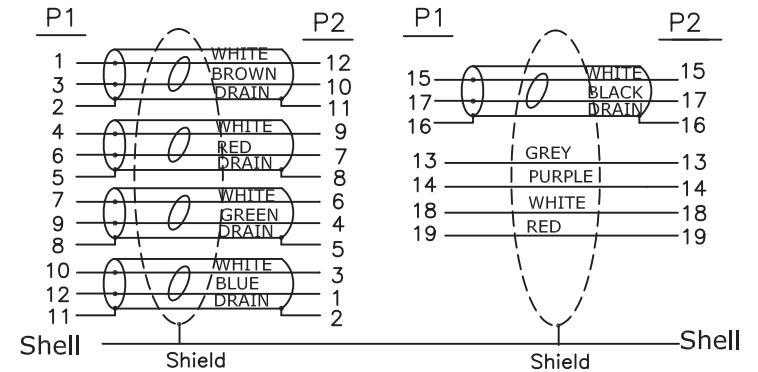 P1 P2
1 WHITE 12
3 BROWN 10
2 DRAIN 11
4 WHITE 9
6 RED 7
5 DRAIN 8
7 WHITE 6
9 GREEN 4
8 DRAIN 5
10 WHITE 3
12 BLUE 1
11 DRAIN 2
Shell
Shield
P1 P2
15 WHITE 15
17 BLACK 17
16 DRAIN 16
13 GREY 13
14 PURPLE 14
18 WHITE 18
19 RED 19
Shell
Shield